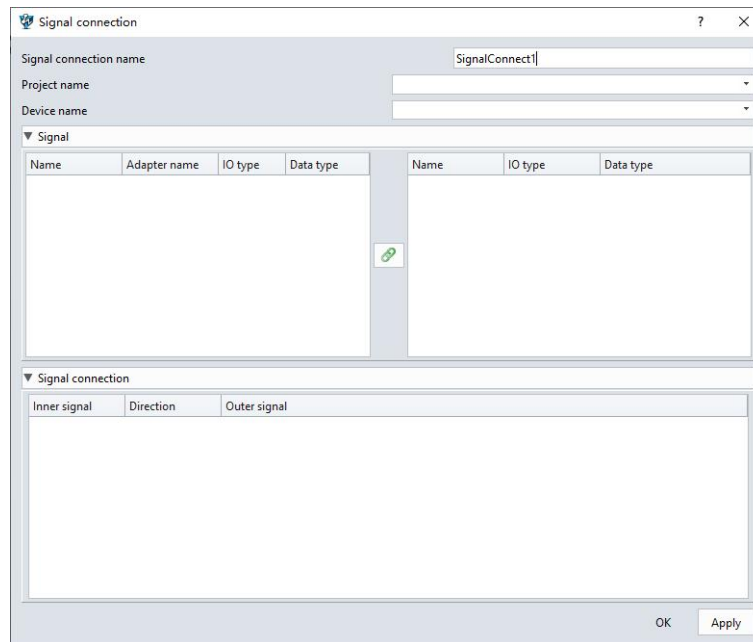 Signal connection ?
Signal connection name SignalConnect1
Project name
Device name
Signal
Name Adapter name IO type Data type Name IO type Data type
Signal connection
Inner signal Direction Outer signal
OK Apply